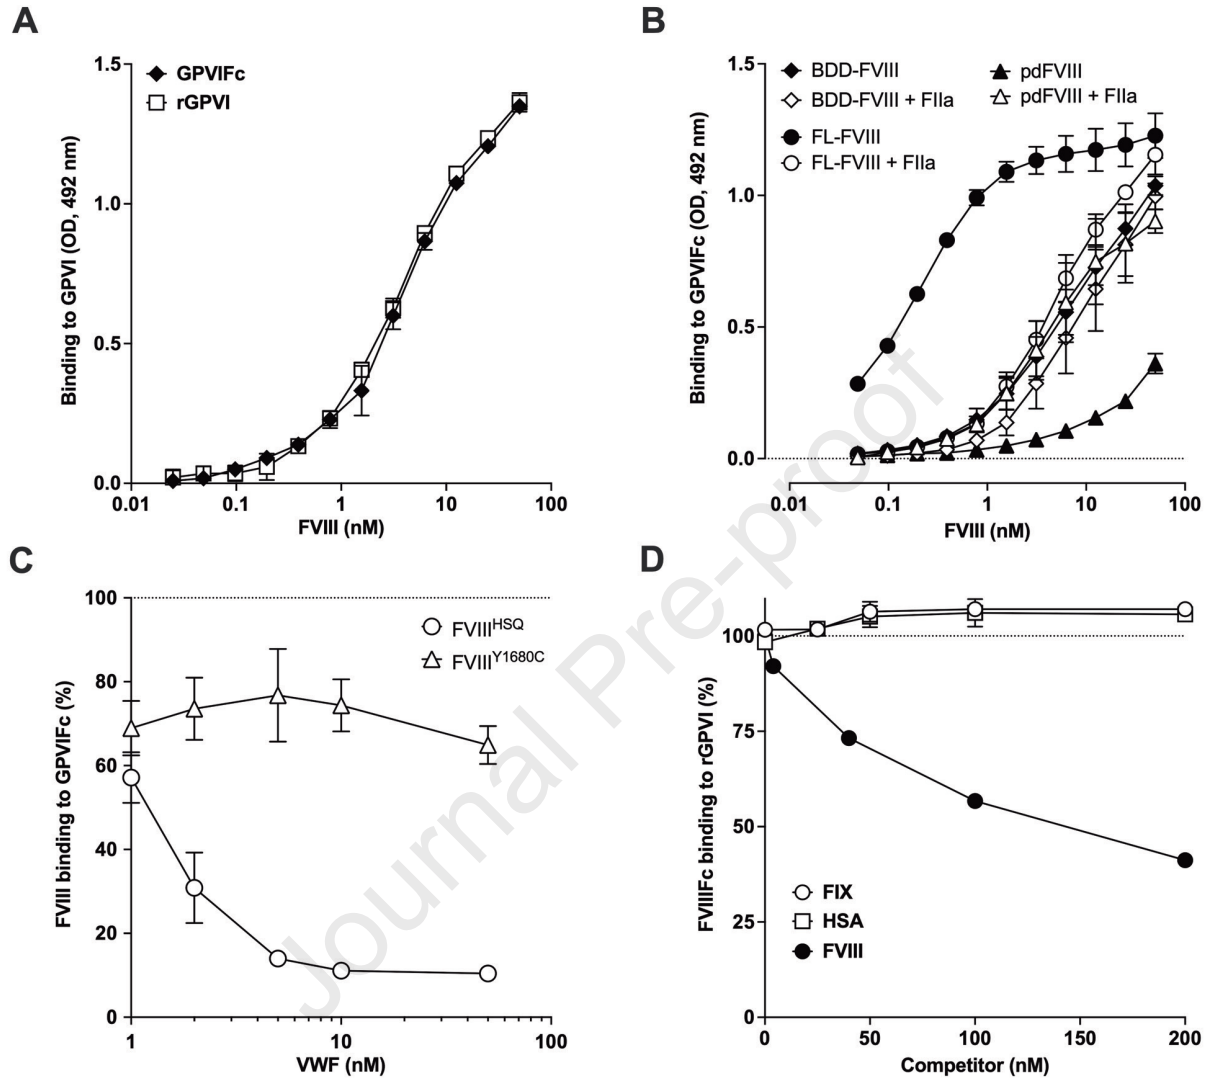 A
1.5
1.0
0.5
0.0
0.01
0.1
1
10
100
Binding to GPVI (OD, 492 nm)
FVIII (nM)
GPVIFc
rGPVI
B
1.5
1.0
0.5
0.0
0.01
0.1
1
10
100
Binding to GPVIFc (OD, 492 nm)
FVIII (nM)
BDD-FVIII
BDD-FVIII + FIIa
FL-FVIII
FL-FVIII + FIIa
pdFVIII
pdFVIII + FIIa
C
100
80
60
40
20
0
1
10
100
FVIII binding to GPVIFc (%)
VWF (nM)
FVIII^HSQ
FVIII^Y1680C
D
100
75
50
25
0
0
50
100
150
200
FVIIIFc binding to rGPVI (%)
Competitor (nM)
FIX
HSA
FVIII
Journal Pre-proof